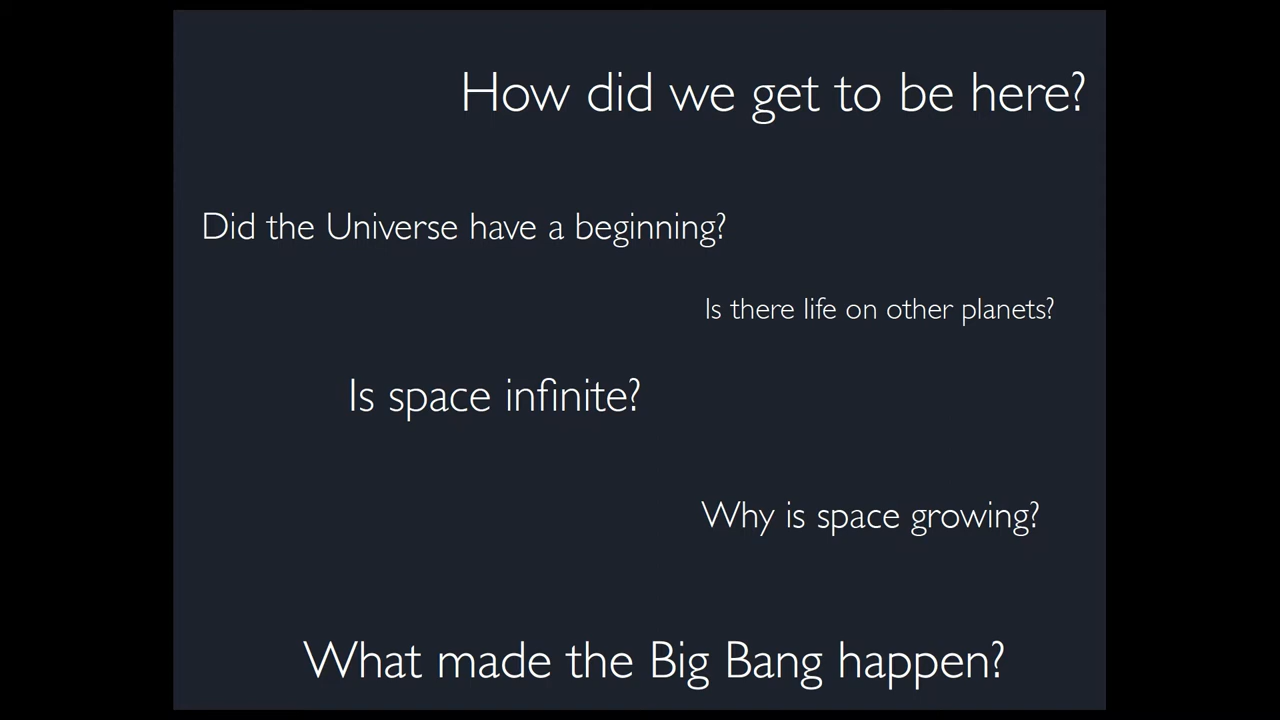 How did we get to be here?
Did the Universe have a beginning?
Is there life on other planets?
Is space infinite?
Why is space growing?
What made the Big Bang happen?